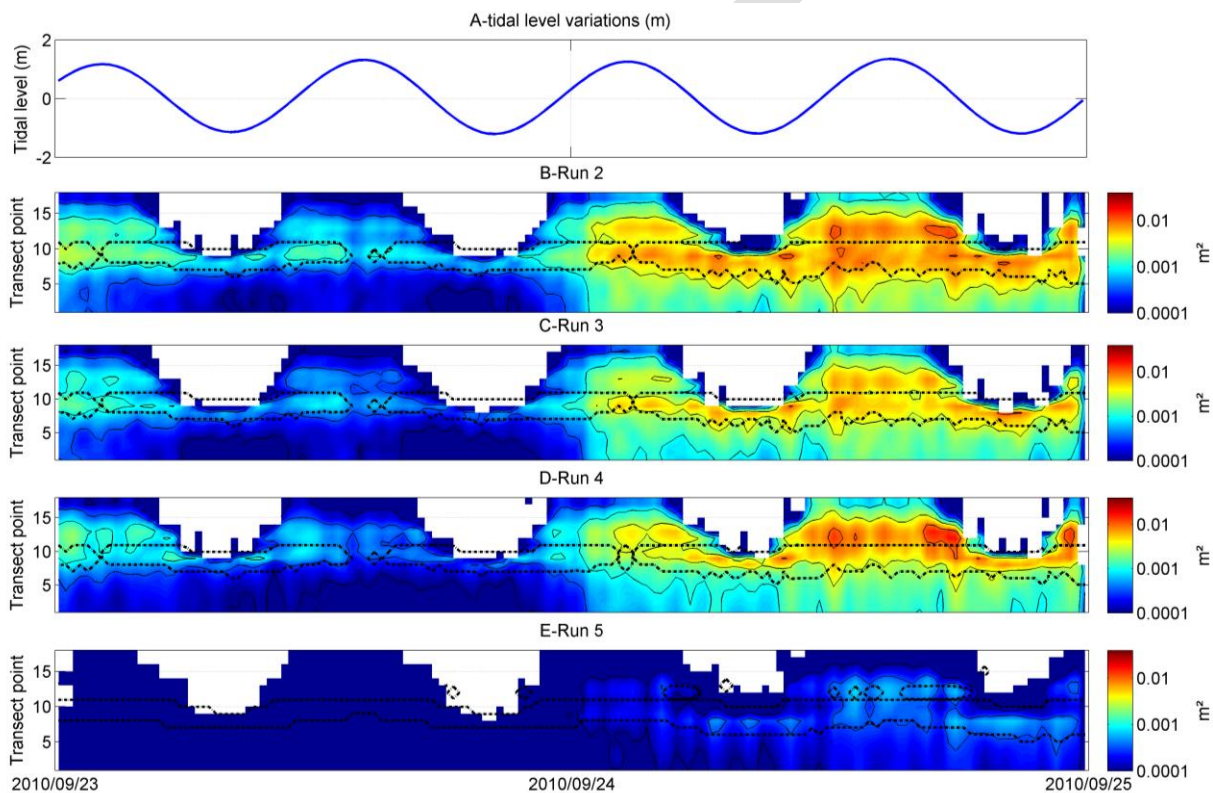 A-tidal level variations (m)
Tidal level (m)
2
0
-2
B-Run 2
Transect point
15
10
5
0.01
0.001
0.0001
m²
C-Run 3
Transect point
15
10
5
0.01
0.001
0.0001
m²
D-Run 4
Transect point
15
10
5
0.01
0.001
0.0001
m²
E-Run 5
Transect point
15
10
5
0.01
0.001
0.0001
m²
2010/09/23 2010/09/24 2010/09/25